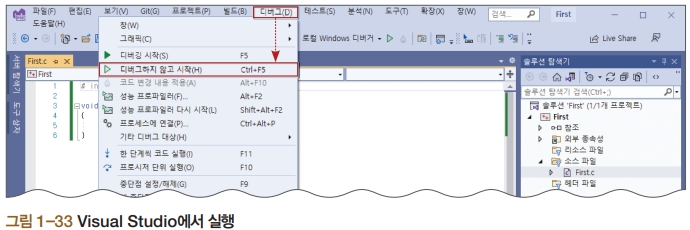 파일(F) 편집(E) 보기(V) Git(G) 프로젝트(P) 빌드(B) 디버그(D) 테스트(S) 분석(N) 도구(T) 확장(X) 창(W) 검색... First
도움말(H)
로컬 Windows 디버거 Live Share
창(W)
그래픽(C)
디버깅 시작(S) F5
디버그하지 않고 시작(H) Ctrl+F5
코드 변경 내용 적용(A) Alt+F10
성능 프로파일러(F)... Alt+F2
성능 프로파일러 다시 시작(L) Shift+Alt+F2
프로세스에 연결(P)... Ctrl+Alt+P
기타 디버그 대상(H)
한 단계씩 코드 실행(I) F11
프로시저 단위 실행(O) F10
중단점 설정/해제(G) F9
서버 탐색기
도구 상자
First.c
First
1 # in
2
3 void
4 {
5
6 }
솔루션 탐색기
솔루션 탐색기 검색(Ctrl+;)
솔루션 'First' (1/1개 프로젝트)
First
참조
외부 종속성
리소스 파일
소스 파일
First.c
헤더 파일
그림 1-33 Visual Studio에서 실행